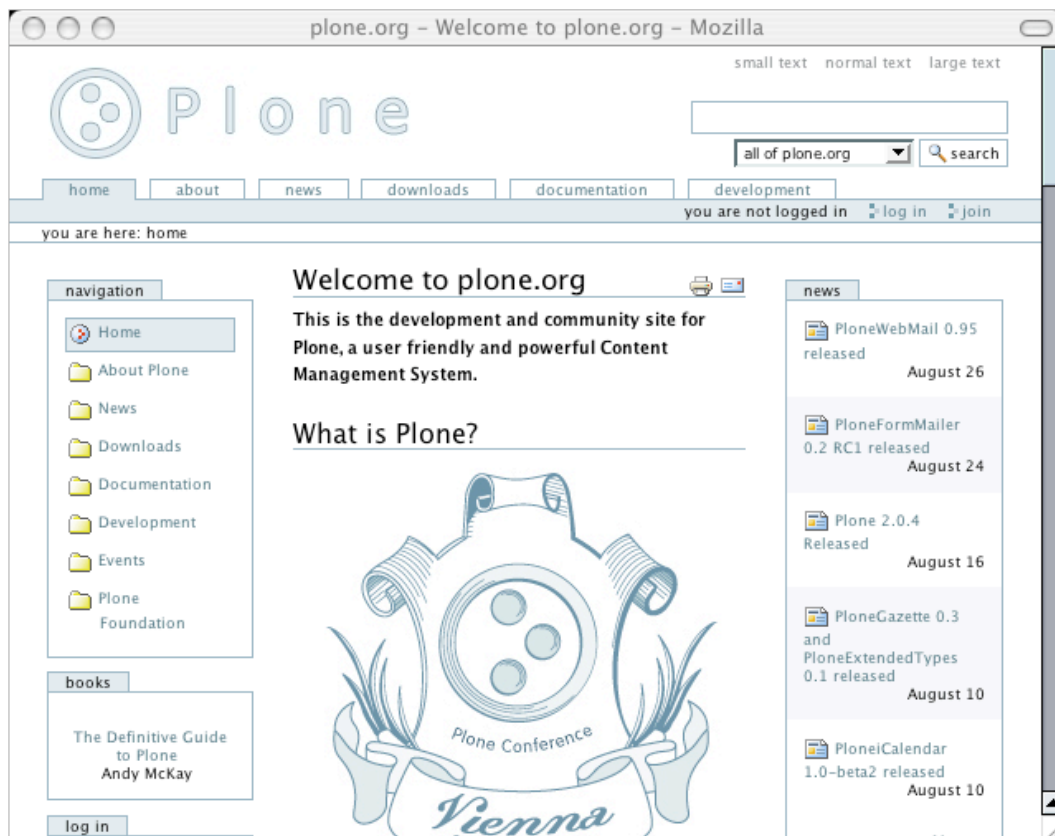 plone.org – Welcome to plone.org – Mozilla
small text normal text large text
Plone
all of plone.org
search
home about news downloads documentation development
you are not logged in log in join
you are here: home
navigation
Home
About Plone
News
Downloads
Documentation
Development
Events
Plone
Foundation
books
The Definitive Guide
to Plone
Andy McKay
log in
Welcome to plone.org
This is the development and community site for
Plone, a user friendly and powerful Content
Management System.
What is Plone?
Plone Conference
Vienna
news
PloneWebMail 0.95
released
August 26
PloneFormMailer
0.2 RC1 released
August 24
Plone 2.0.4
Released
August 16
PloneGazette 0.3
and
PloneExtendedTypes
0.1 released
August 10
PloneiCalendar
1.0-beta2 released
August 10